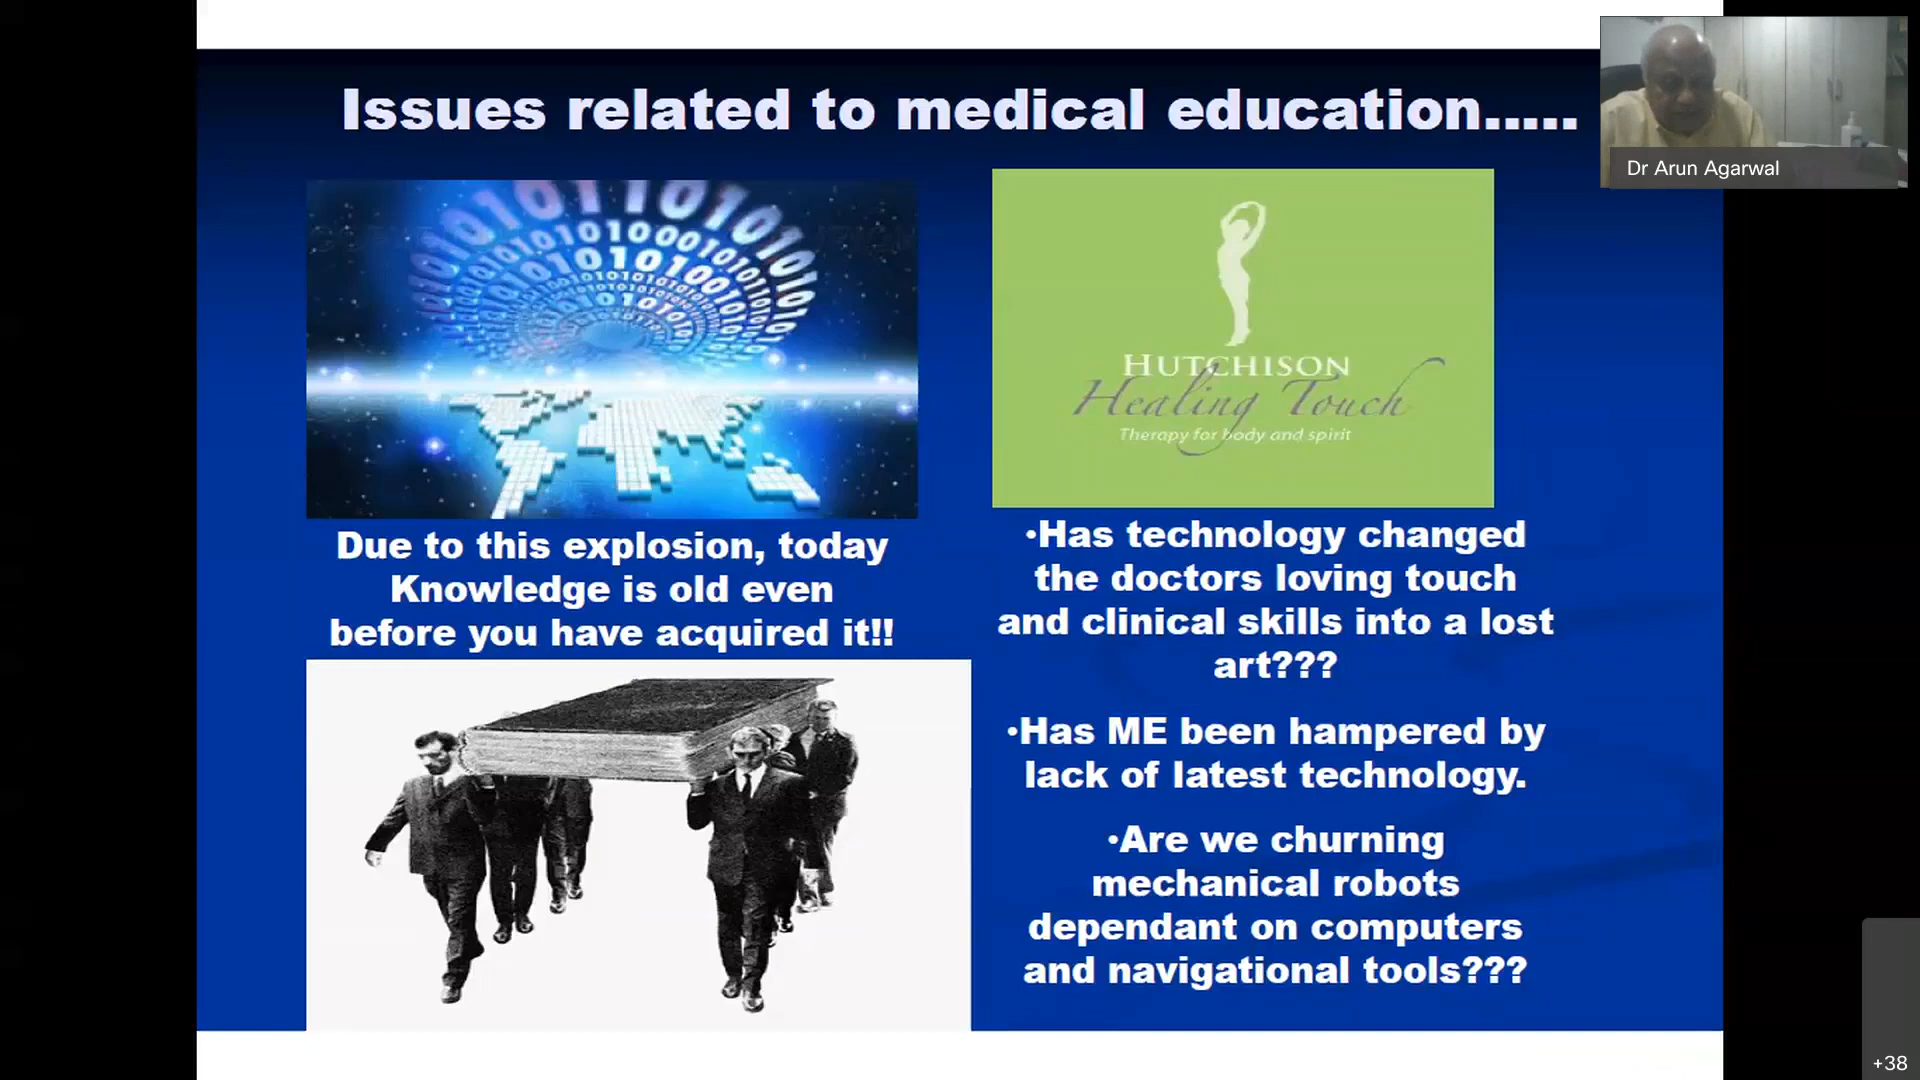 Issues related to medical education.....
Dr Arun Agarwal
HUTCHISON
Healing Touch
Therapy for body and spirit
Due to this explosion, today
Knowledge is old even
before you have acquired it!!
•Has technology changed
the doctors loving touch
and clinical skills into a lost
art???
•Has ME been hampered by
lack of latest technology.
•Are we churning
mechanical robots
dependant on computers
and navigational tools???
+38